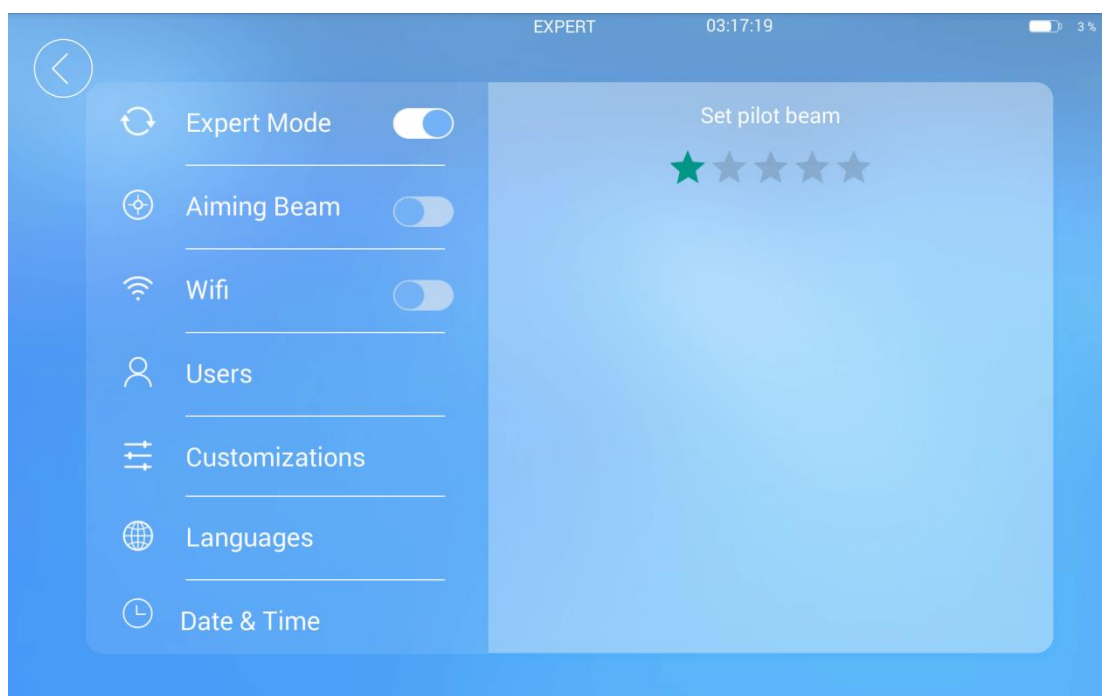 EXPERT 03:17:19 3 %
Expert Mode
Aiming Beam
Wifi
Users
Customizations
Languages
Date & Time
Set pilot beam